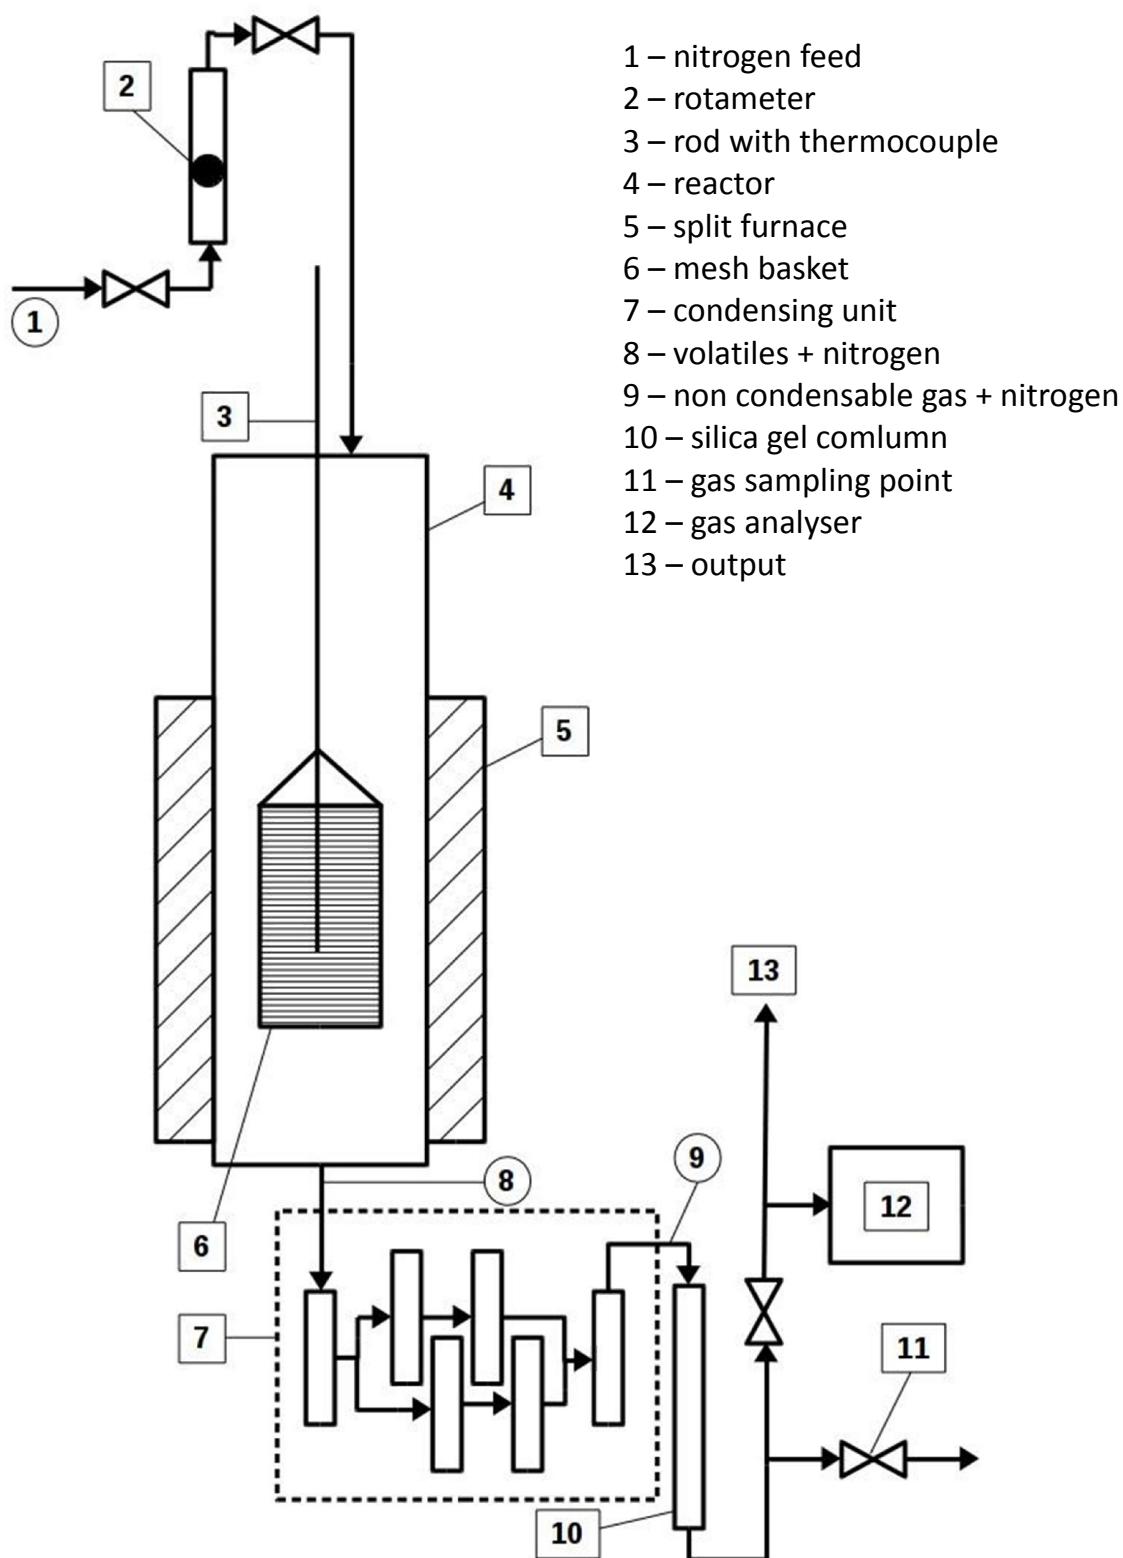 1 – nitrogen feed
2 – rotameter
3 – rod with thermocouple
4 – reactor
5 – split furnace
6 – mesh basket
7 – condensing unit
8 – volatiles + nitrogen
9 – non condensable gas + nitrogen
10 – silica gel comlumn
11 – gas sampling point
12 – gas analyser
13 – output
2
1
3
4
5
13
9
8
12
6
7
11
10